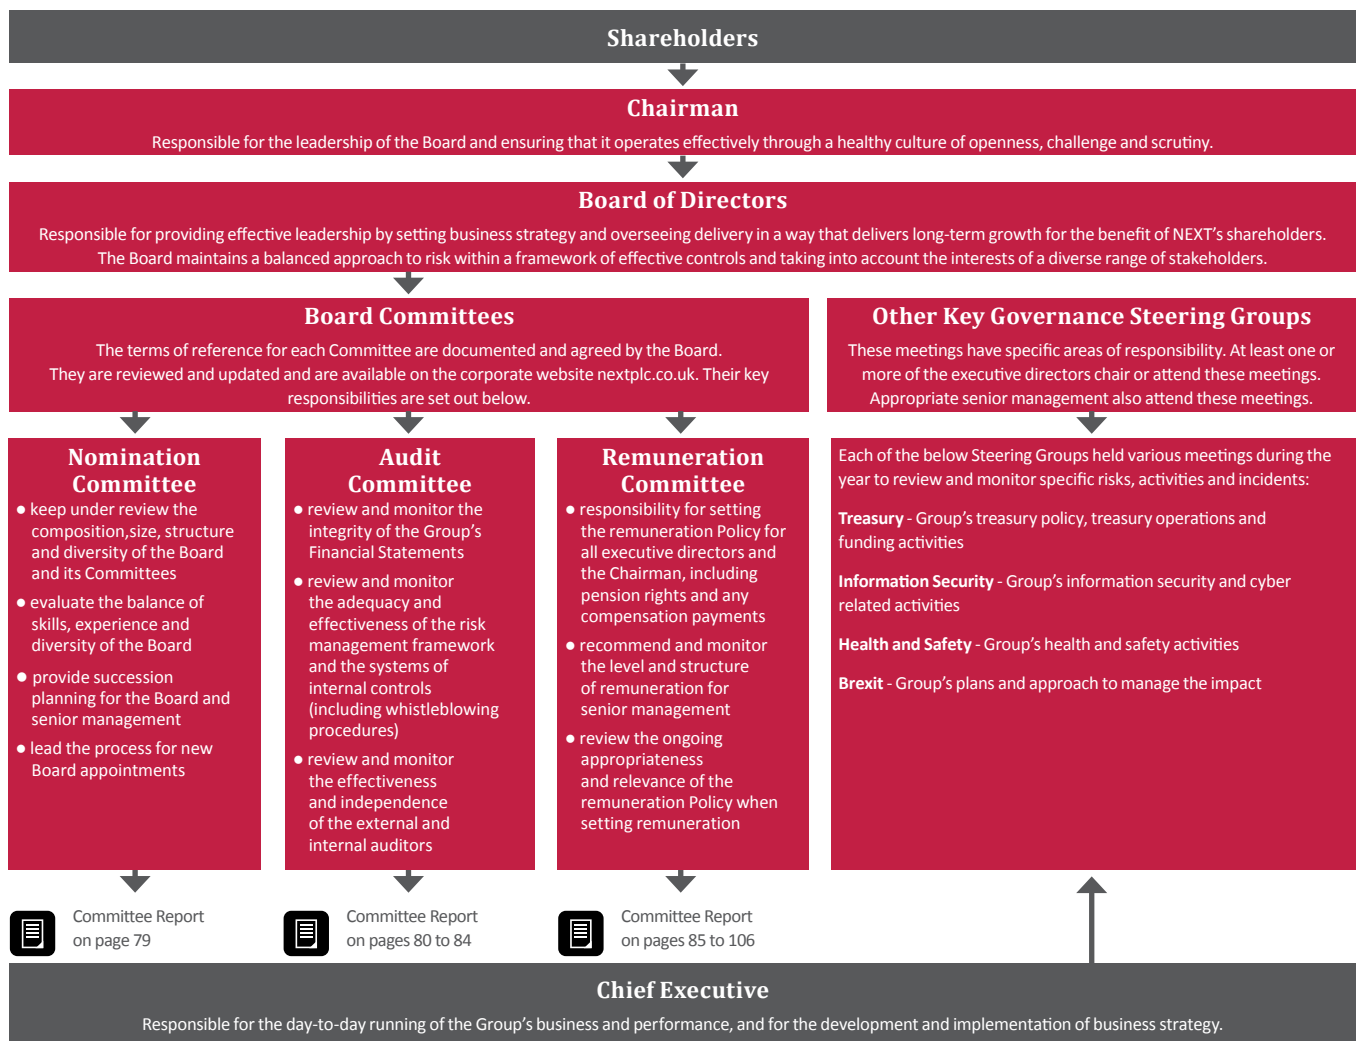 Shareholders
Chairman
Responsible for the leadership of the Board and ensuring that it operates effectively through a healthy culture of openness, challenge and scrutiny.
Board of Directors
Responsible for providing effective leadership by setting business strategy and overseeing delivery in a way that delivers long-term growth for the benefit of NEXT's shareholders.
The Board maintains a balanced approach to risk within a framework of effective controls and taking into account the interests of a diverse range of stakeholders.
Board Committees
The terms of reference for each Committee are documented and agreed by the Board.
They are reviewed and updated and are available on the corporate website nextplc.co.uk. Their key
responsibilities are set out below.
Other Key Governance Steering Groups
These meetings have specific areas of responsibility. At least one or
more of the executive directors chair or attend these meetings.
Appropriate senior management also attend these meetings.
Nomination
Committee
● keep under review the
composition,size, structure
and diversity of the Board
and its Committees
● evaluate the balance of
skills, experience and
diversity of the Board
● provide succession
planning for the Board and
senior management
● lead the process for new
Board appointments
Audit
Committee
● review and monitor the
integrity of the Group's
Financial Statements
● review and monitor
the adequacy and
effectiveness of the risk
management framework
and the systems of
internal controls
(including whistleblowing
procedures)
● review and monitor
the effectiveness
and independence
of the external and
internal auditors
Remuneration
Committee
● responsibility for setting
the remuneration Policy for
all executive directors and
the Chairman, including
pension rights and any
compensation payments
● recommend and monitor
the level and structure
of remuneration for
senior management
● review the ongoing
appropriateness
and relevance of the
remuneration Policy when
setting remuneration
Each of the below Steering Groups held various meetings during the
year to review and monitor specific risks, activities and incidents:
Treasury - Group's treasury policy, treasury operations and
funding activities
Information Security - Group's information security and cyber
related activities
Health and Safety - Group's health and safety activities
Brexit - Group's plans and approach to manage the impact
Committee Report
on page 79
Committee Report
on pages 80 to 84
Committee Report
on pages 85 to 106
Chief Executive
Responsible for the day-to-day running of the Group's business and performance, and for the development and implementation of business strategy.